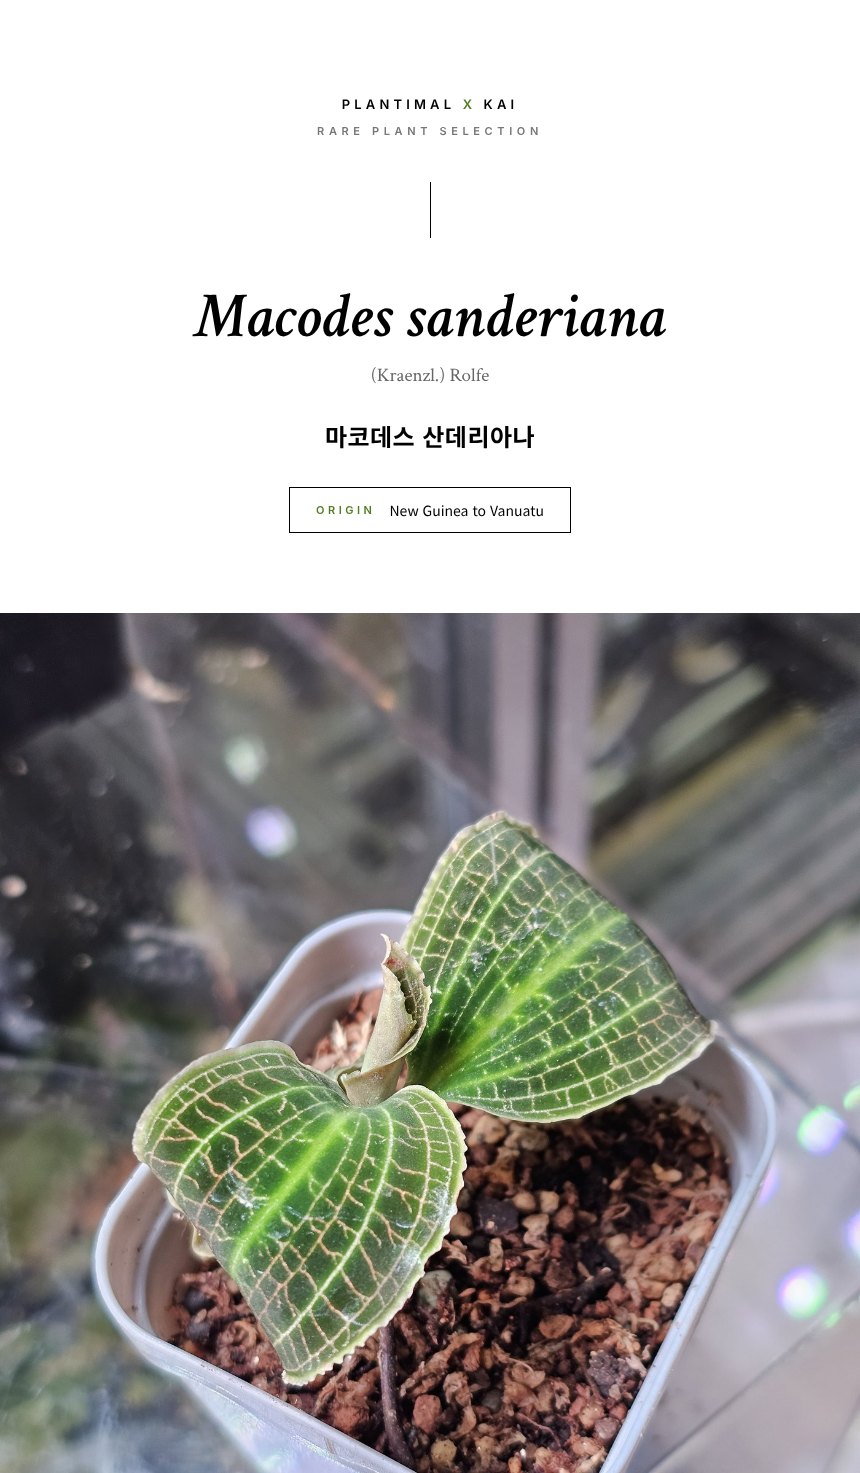 PLANTIMAL X KAI
RARE PLANT SELECTION
Macodes sanderiana
(Kraenzl.) Rolfe
마코데스 산데리아나
ORIGIN New Guinea to Vanuatu